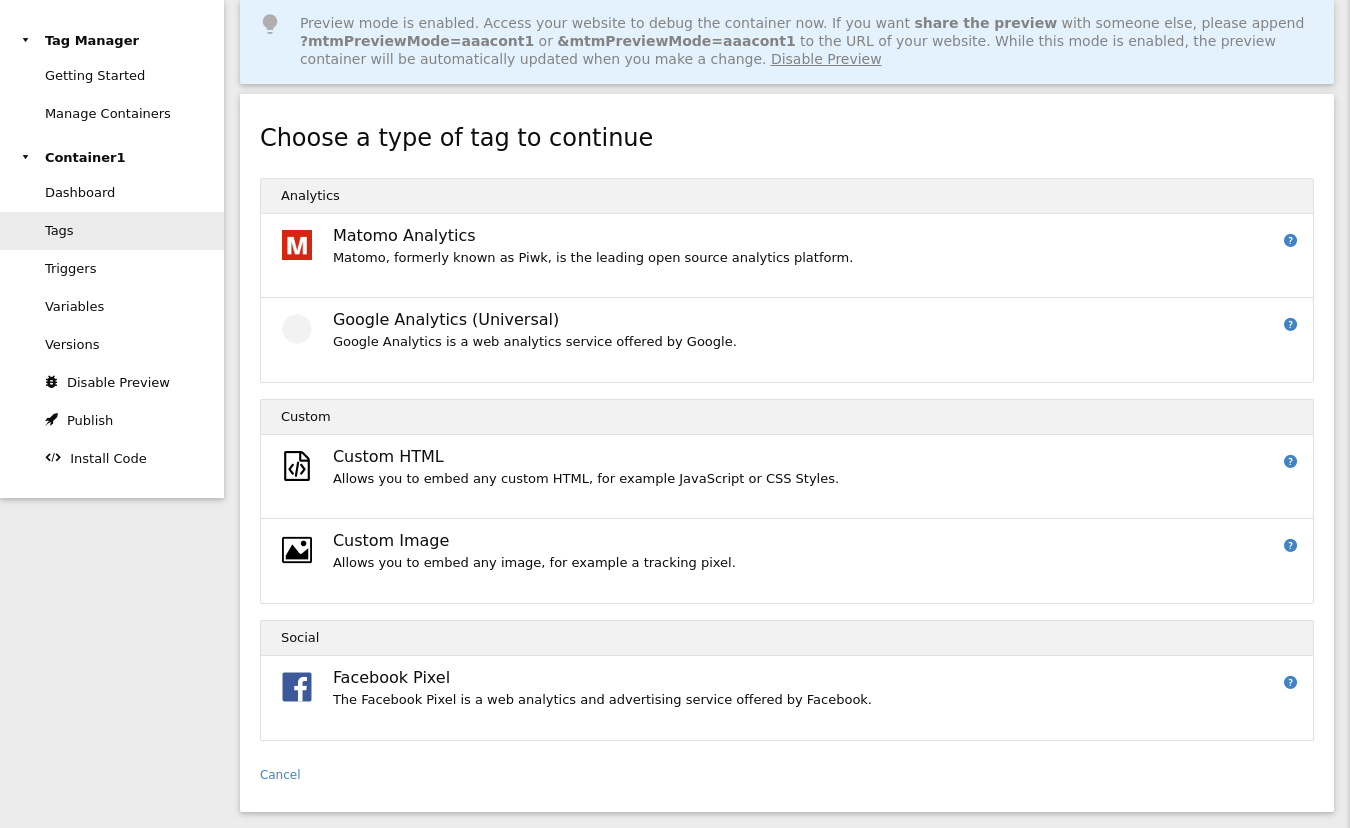 Tag Manager
Getting Started
Manage Containers
Container1
Dashboard
Tags
Triggers
Variables
Versions
Disable Preview
Publish
Install Code
Preview mode is enabled. Access your website to debug the container now. If you want share the preview with someone else, please append
?mtmPreviewMode=aaacont1 or &mtmPreviewMode=aaacont1 to the URL of your website. While this mode is enabled, the preview
container will be automatically updated when you make a change. Disable Preview
Choose a type of tag to continue
Analytics
Matomo Analytics
Matomo, formerly known as Piwk, is the leading open source analytics platform.
Google Analytics (Universal)
Google Analytics is a web analytics service offered by Google.
Custom
Custom HTML
Allows you to embed any custom HTML, for example JavaScript or CSS Styles.
Custom Image
Allows you to embed any image, for example a tracking pixel.
Social
Facebook Pixel
The Facebook Pixel is a web analytics and advertising service offered by Facebook.
Cancel